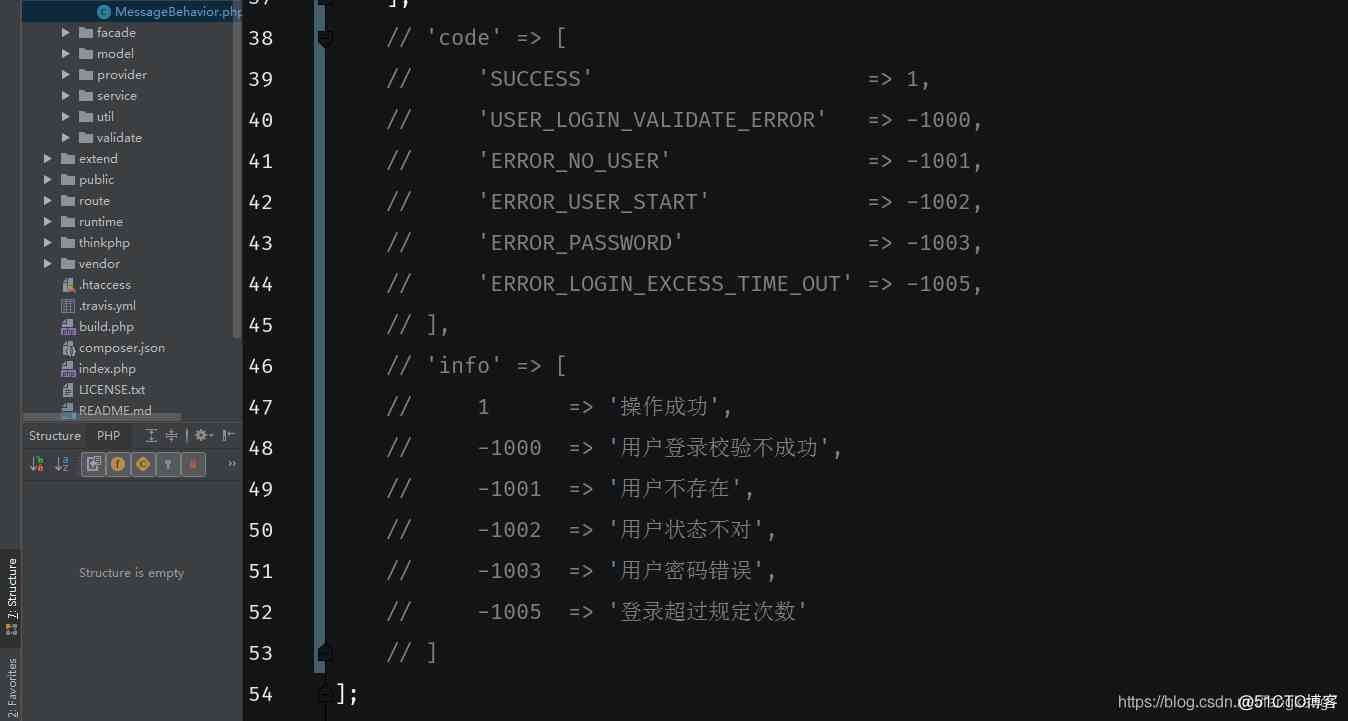 MessageBehavior.php
facade
model
provider
service
util
validate
extend
public
route
runtime
thinkphp
vendor
.htaccess
.travis.yml
build.php
composer.json
index.php
LICENSE.txt
README.md
Structure PHP
Structure is empty
7: Structure
2: Favorites
37 ];
38 // 'code' => [
39 // 'SUCCESS' => 1,
40 // 'USER_LOGIN_VALIDATE_ERROR' => -1000,
41 // 'ERROR_NO_USER' => -1001,
42 // 'ERROR_USER_START' => -1002,
43 // 'ERROR_PASSWORD' => -1003,
44 // 'ERROR_LOGIN_EXCESS_TIME_OUT' => -1005,
45 // ],
46 // 'info' => [
47 // 1 => '操作成功',
48 // -1000 => '用户登录校验不成功',
49 // -1001 => '用户不存在',
50 // -1002 => '用户状态不对',
51 // -1003 => '用户密码错误',
52 // -1005 => '登录超过规定次数'
53 // ]
54 ];
https://blog.csdn.
@51CTO博客